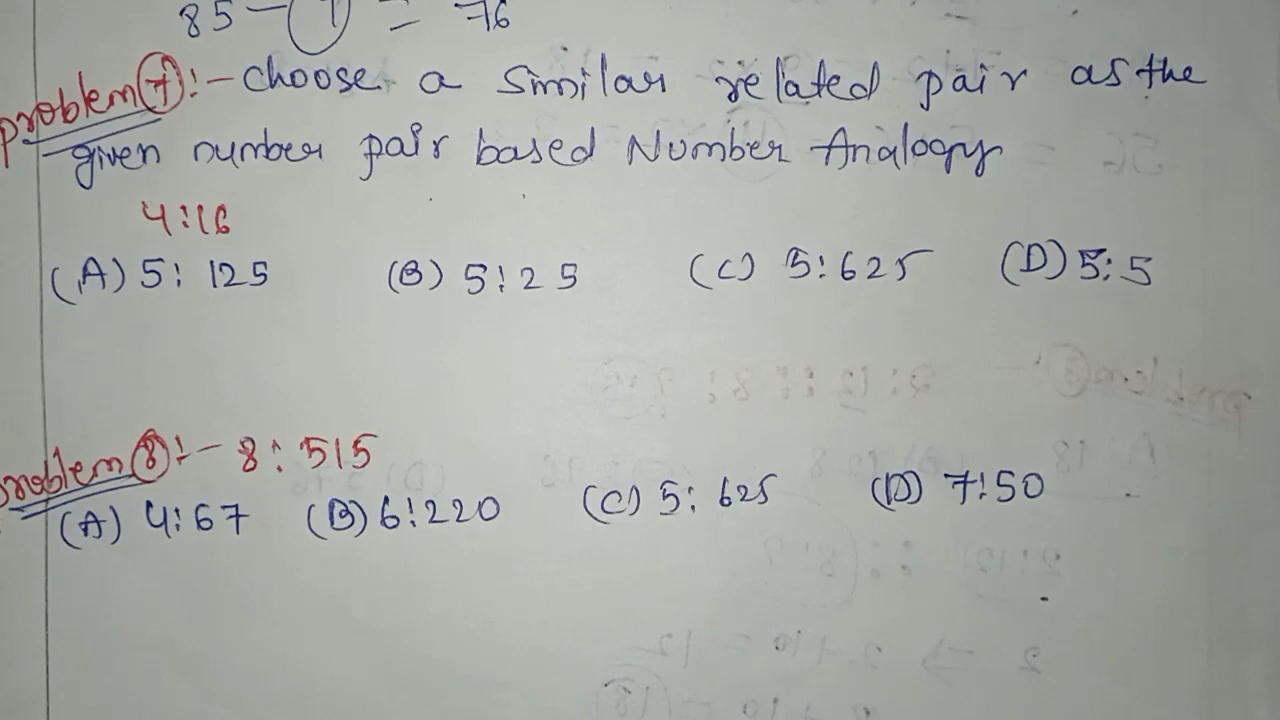 85 - 9 = 76
problem 7 :- choose a similar related pair as the
given number pair based Number Analogy
4:16
(A) 5: 125 (B) 5:25 (C) 5:625 (D) 5:5
problem 8 :- 8: 515
(A) 4:67 (B) 6:220 (C) 5: 625 (D) 7:50